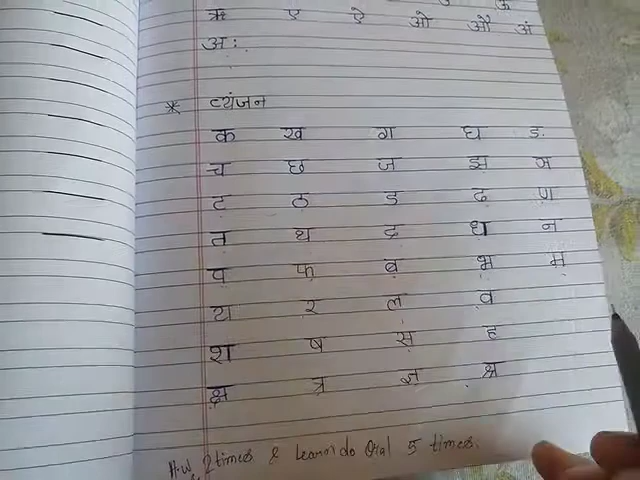 ऋ ए ऐ ओ औ अं
अः
* व्यंजन
क ख ग घ ङ
च छ ज झ ञ
ट ठ ड ढ ण
त थ द ध न
प फ ब भ म
य र ल व
श ष स ह
क्ष त्र ज्ञ श्र
H.W 2 times & Learn do Oral 5 times.